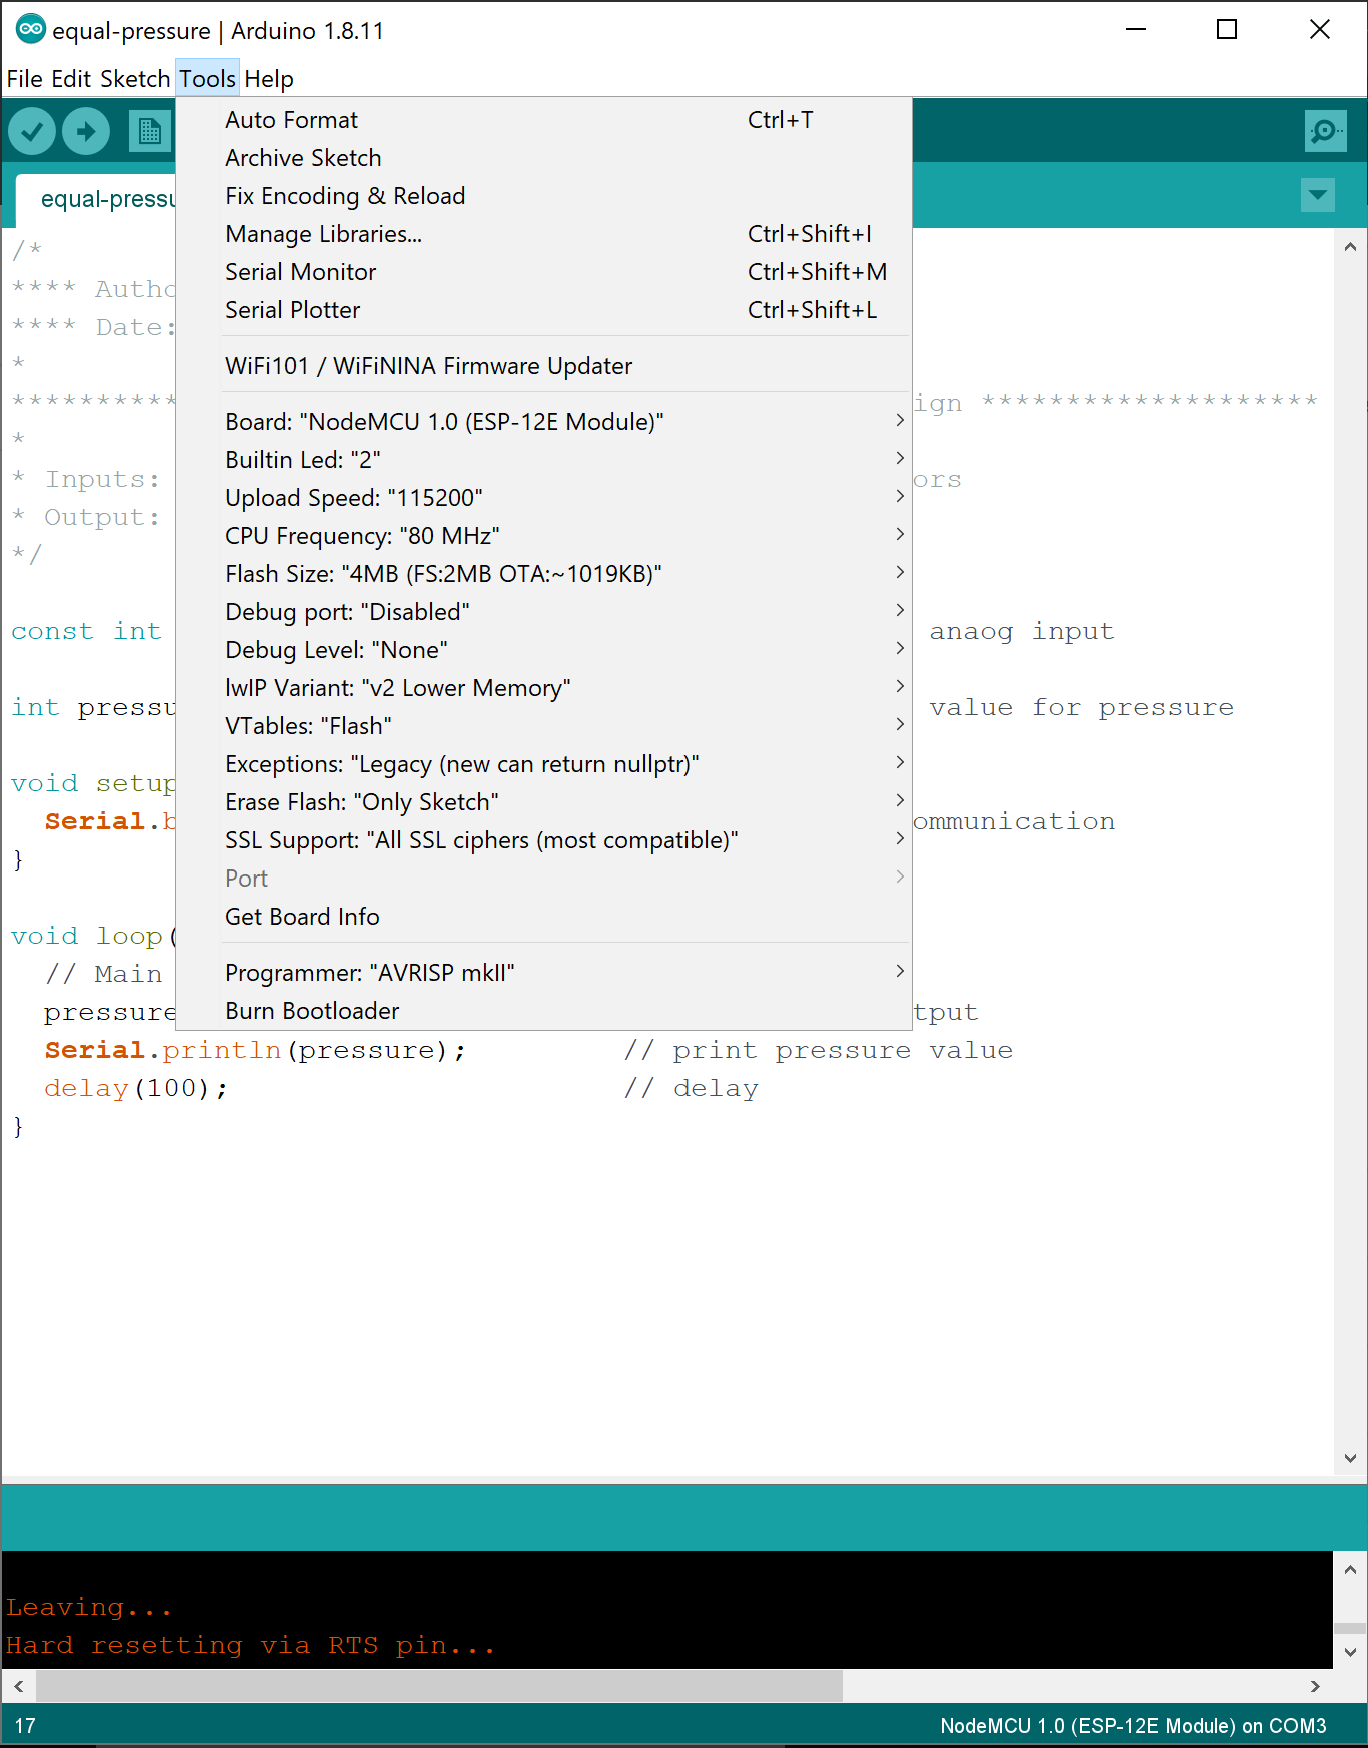 equal-pressure | Arduino 1.8.11
File Edit Sketch Tools Help
Auto Format Ctrl+T
Archive Sketch
Fix Encoding & Reload
Manage Libraries... Ctrl+Shift+I
Serial Monitor Ctrl+Shift+M
Serial Plotter Ctrl+Shift+L
WiFi101 / WiFiNINA Firmware Updater
Board: "NodeMCU 1.0 (ESP-12E Module)"
Builtin Led: "2"
Upload Speed: "115200"
CPU Frequency: "80 MHz"
Flash Size: "4MB (FS:2MB OTA:~1019KB)"
Debug port: "Disabled"
Debug Level: "None"
lwIP Variant: "v2 Lower Memory"
VTables: "Flash"
Exceptions: "Legacy (new can return nullptr)"
Erase Flash: "Only Sketch"
SSL Support: "All SSL ciphers (most compatible)"
Port
Get Board Info
Programmer: "AVRISP mkII"
Burn Bootloader
equal-pressu
/*
**** Autho
**** Date:
*
********** ign ********************
*
* Inputs: ors
* Output:
*/
const int anaog input
int pressu value for pressure
void setup
Serial.b ommunication
}
void loop(
// Main
pressure tput
Serial.println(pressure); // print pressure value
delay(100); // delay
}
Leaving...
Hard resetting via RTS pin...
17 NodeMCU 1.0 (ESP-12E Module) on COM3